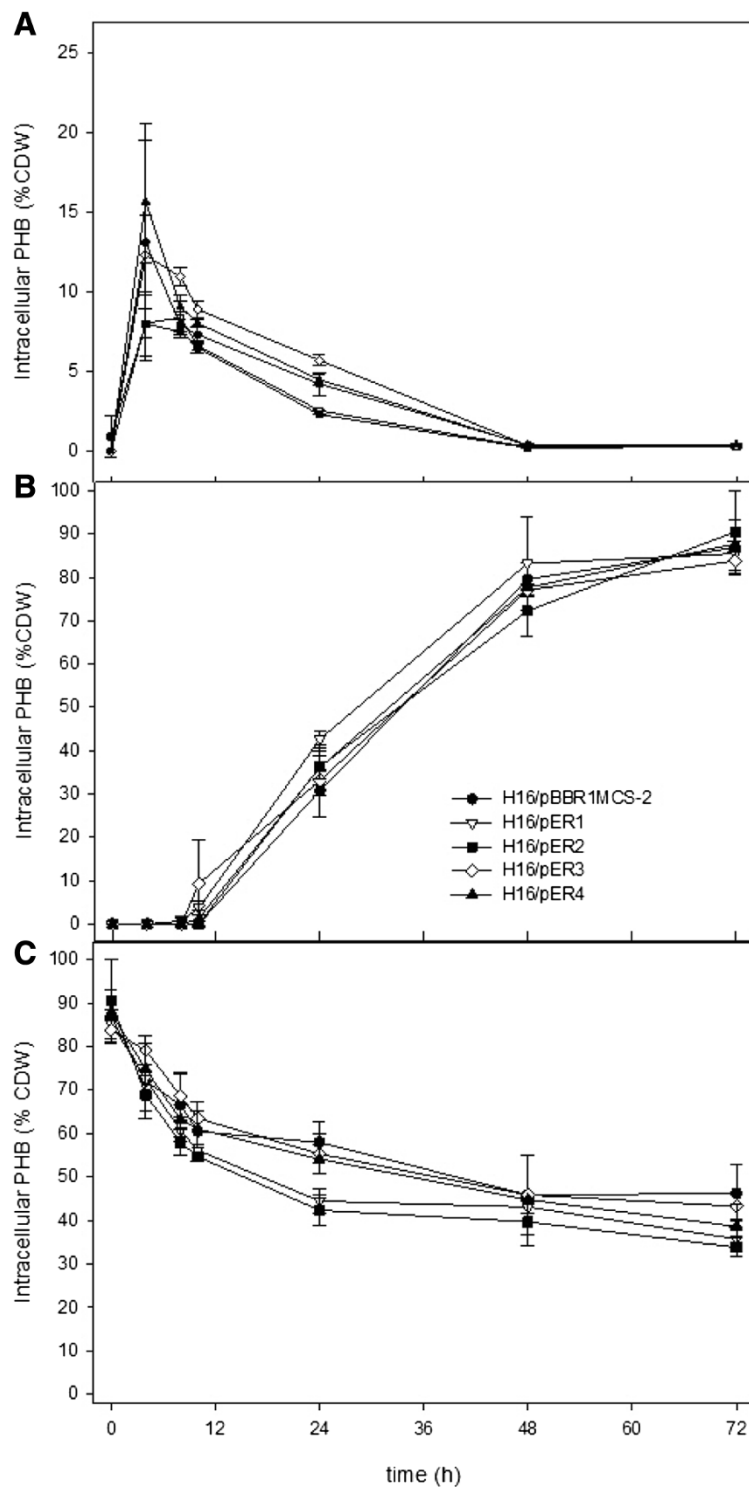 A
25
20
15
10
5
0
Intracellular PHB (%CDW)
B
100
90
80
70
60
50
40
30
20
10
0
Intracellular PHB (%CDW)
H16/pBBR1MCS-2
H16/pER1
H16/pER2
H16/pER3
H16/pER4
C
100
90
80
70
60
50
40
30
20
10
0
Intracellular PHB (% CDW)
0 12 24 36 48 60 72
time (h)